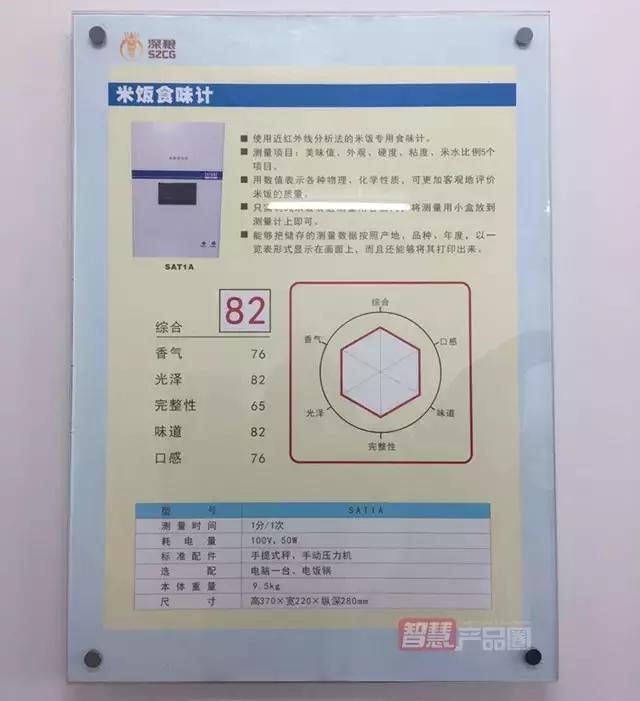 深粮
SZCG
米饭食味计
■ 使用近红外线分析法的米饭专用食味计。
■ 测量项目：美味值、外观、硬度、粘度、米水比例5个
项目。
■ 用数值表示各种物理、化学性质，可更加客观地评价
米饭的质量。
■ 只需
将测量用小盒放到
测量计上即可。
■ 能够把储存的测量数据按照产地、品种、年度，以一
览表形式显示在画面上，而且还能够将其打印出来。
SAT1A
综合 82
香气 76
光泽 82
完整性 65
味道 82
口感 76
综合
香气
口感
光泽
味道
完整性
型号 SAT1A
测量时间 1分/1次
耗电量 100V, 50W
标准配件 手提式秤、手动压力机
选配 电脑一台、电饭锅
本体重量 9.5kg
尺寸 高370×宽220×纵深280mm
智慧产品圈